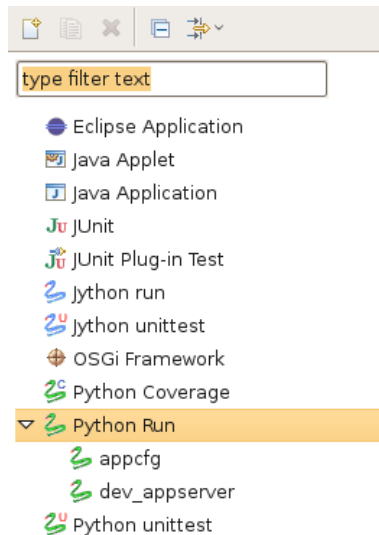 type filter text
Eclipse Application
Java Applet
Java Application
JUnit
JUnit Plug-in Test
Jython run
Jython unittest
OSGi Framework
Python Coverage
Python Run
appcfg
dev_appserver
Python unittest